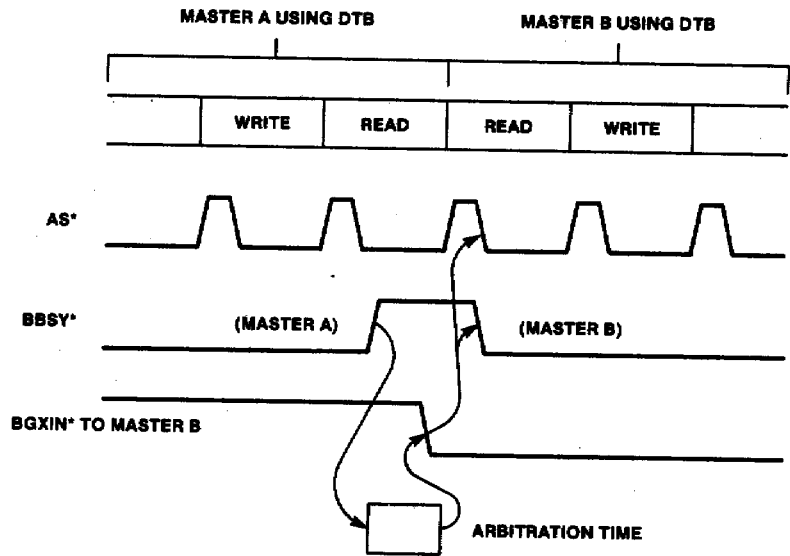 MASTER A USING DTB
MASTER B USING DTB
WRITE
READ
READ
WRITE
AS*
BBSY*
(MASTER A)
(MASTER B)
BGXIN* TO MASTER B
ARBITRATION TIME